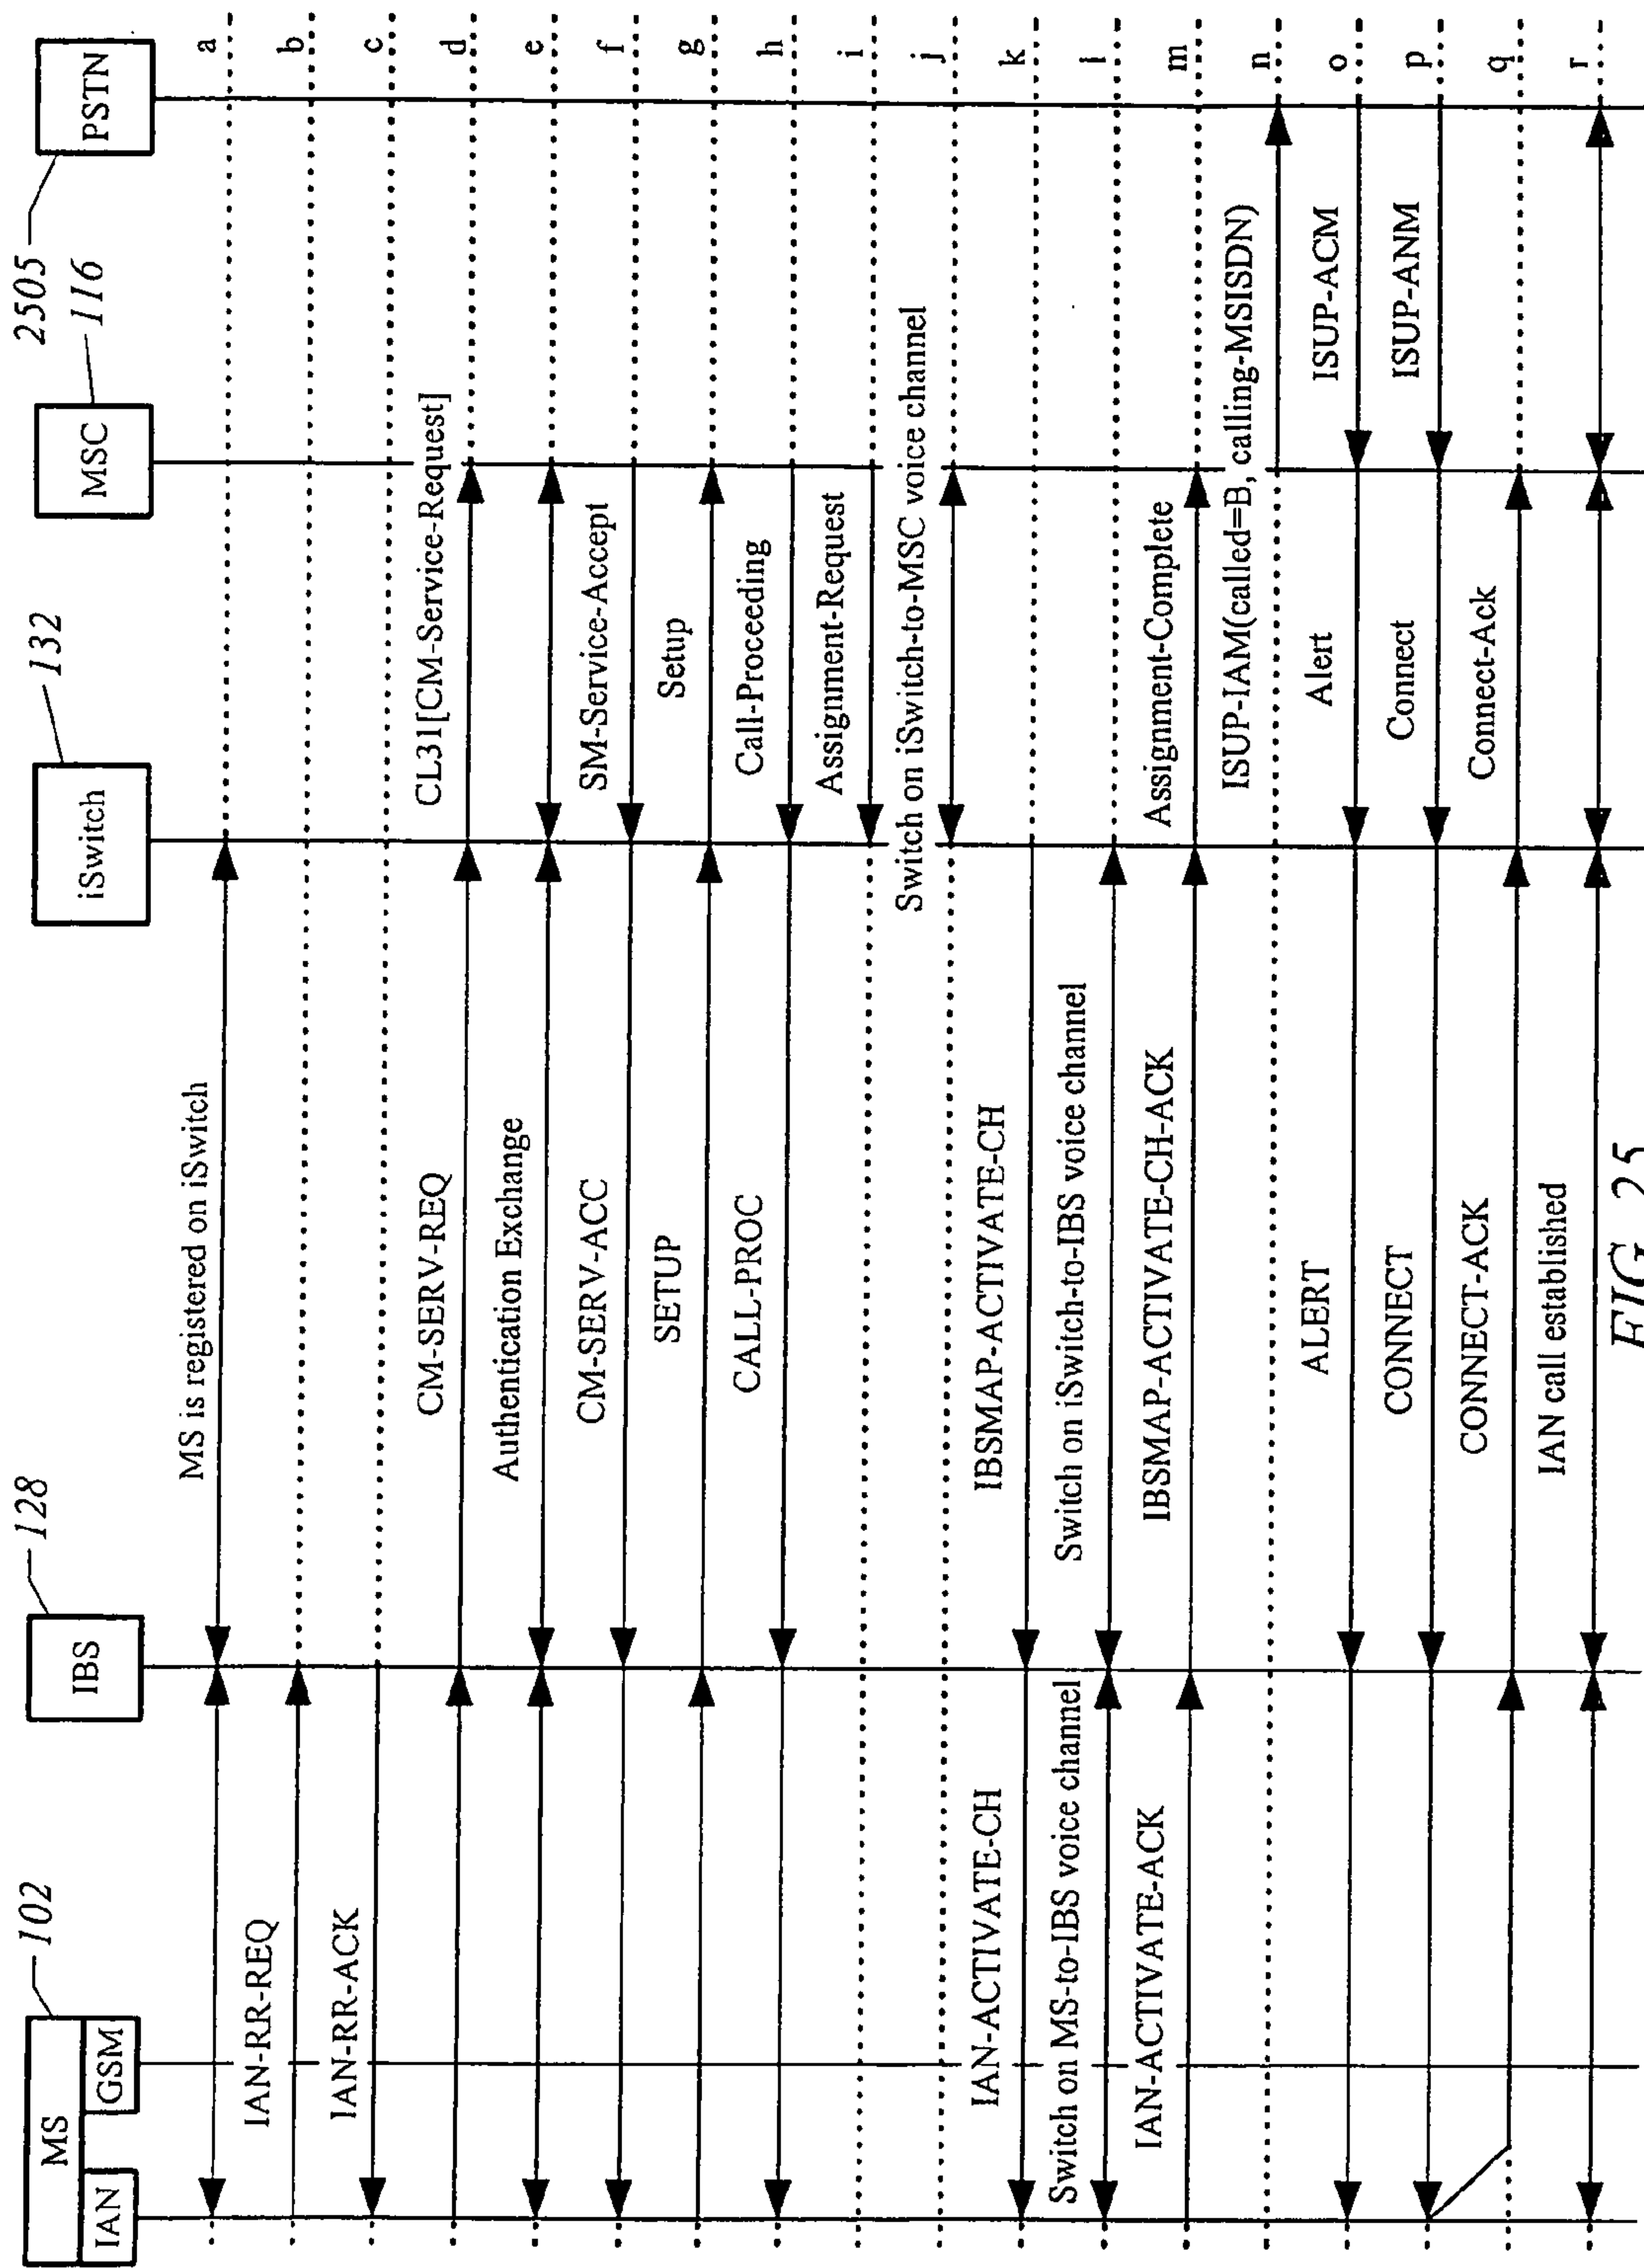 102
128
132
2505
116
MS
IAN
GSM
IBS
iSwitch
MSC
PSTN
MS is registered on iSwitch
a
IAN-RR-REQ
b
IAN-RR-ACK
c
CM-SERV-REQ
CL31[CM-Service-Request]
d
Authentication Exchange
e
CM-SERV-ACC
SM-Service-Accept
f
SETUP
Setup
g
CALL-PROC
Call-Proceeding
h
Assignment-Request
i
Switch on iSwitch-to-MSC voice channel
j
IAN-ACTIVATE-CH
IBSMAP-ACTIVATE-CH
k
Switch on MS-to-IBS voice channel
Switch on iSwitch-to-IBS voice channel
l
IAN-ACTIVATE-ACK
IBSMAP-ACTIVATE-CH-ACK
Assignment-Complete
m
ISUP-IAM(called=B, calling-MSISDN)
n
ALERT
Alert
ISUP-ACM
o
CONNECT
Connect
ISUP-ANM
p
CONNECT-ACK
Connect-Ack
q
IAN call established
r
FIG. 25